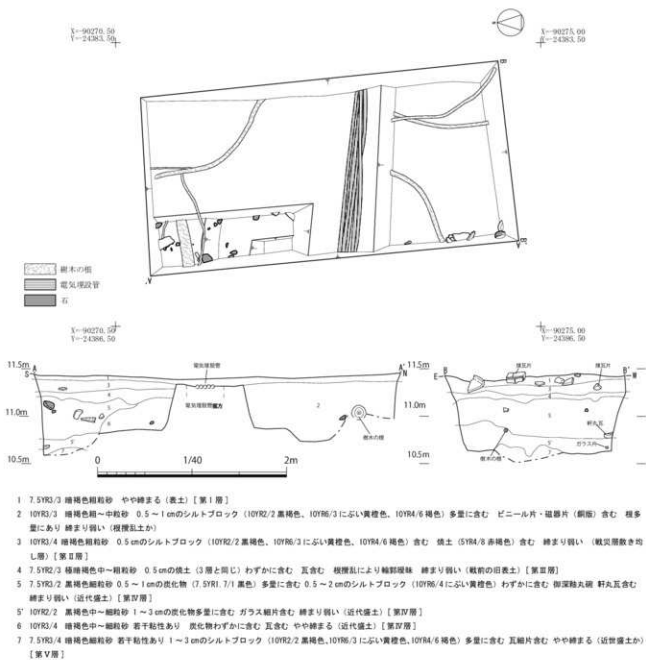 X=-90270.50
Y=-24383.50
X=-90275.00
Y=-24383.50
樹木の根
電気埋設管
石
X=-90270.50
Y=-24386.50
X=-90275.00
Y=-24386.50
11.5m
S
A
電気埋設管
A'
N
11.5m
E
B
煉瓦片
煉瓦片
B'
W
11.0m
電気埋設管掘方
樹木の根
11.0m
軒丸瓦
ガラス片
樹木の根
10.5m
10.5m
0
1/40
2m
1 7.5YR3/3 暗褐色粗粒砂 やや締まる（表土）［第Ⅰ層］
2 10YR3/3 暗褐色粗～中粒砂 0.5～1㎝のシルトブロック（10YR2/2 黒褐色、10YR6/3 にぶい黄橙色、10YR4/6 褐色）多量に含む ビニール片・磁器片（銅版）含む 根多
量にあり 締まり弱い（根攪乱土か）
3 10YR3/4 暗褐色細粒砂 0.5㎝のシルトブロック（10YR2/2 黒褐色、10YR6/3 にぶい黄橙色、10YR4/6 褐色）含む 焼土（5YR4/8 赤褐色）含む 締まり弱い （戦災層敷き均
し層）［第Ⅱ層］
4 7.5YR2/3 極暗褐色中～粗粒砂 0.5㎝の焼土（3層と同じ）わずかに含む 瓦含む 根攪乱により輪郭曖昧 締まり弱い（戦前の旧表土）［第Ⅲ層］
5 7.5YR3/2 黒褐色細粒砂 0.5～1㎝の炭化物（7.5YR1.7/1 黒色）多量に含む 0.5～2㎝のシルトブロック（10YR6/4 にぶい黄橙色）わずかに含む 御深釉丸碗 軒丸瓦含む
締まり弱い（近代盛土）［第Ⅳ層］
5' 10YR2/2 黒褐色中～細粒砂 1～3㎝の炭化物多量に含む ガラス細片含む 締まり弱い（近代盛土）［第Ⅳ層］
6 10YR3/4 暗褐色中～細粒砂 若干粘性あり 炭化物わずかに含む 瓦含む やや締まる（近代盛土）［第Ⅳ層］
7 7.5YR3/4 暗褐色細粒砂 若干粘性あり 1～3㎝のシルトブロック（10YR2/2 黒褐色、10YR6/3 にぶい黄橙色、10YR4/6 褐色）多量に含む 瓦細片含む やや締まる（近世盛土か）
［第Ⅴ層］